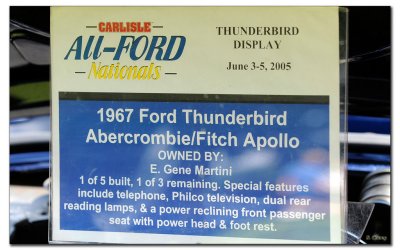 CARLISLE
All-FORD
Nationals
THUNDERBIRD
DISPLAY
June 3-5, 2005
1967 Ford Thunderbird
Abercrombie/Fitch Apollo
OWNED BY:
E. Gene Martini
1 of 5 built, 1 of 3 remaining. Special features
include telephone, Philco television, dual rear
reading lamps, & a power reclining front passenger
seat with power head & foot rest.